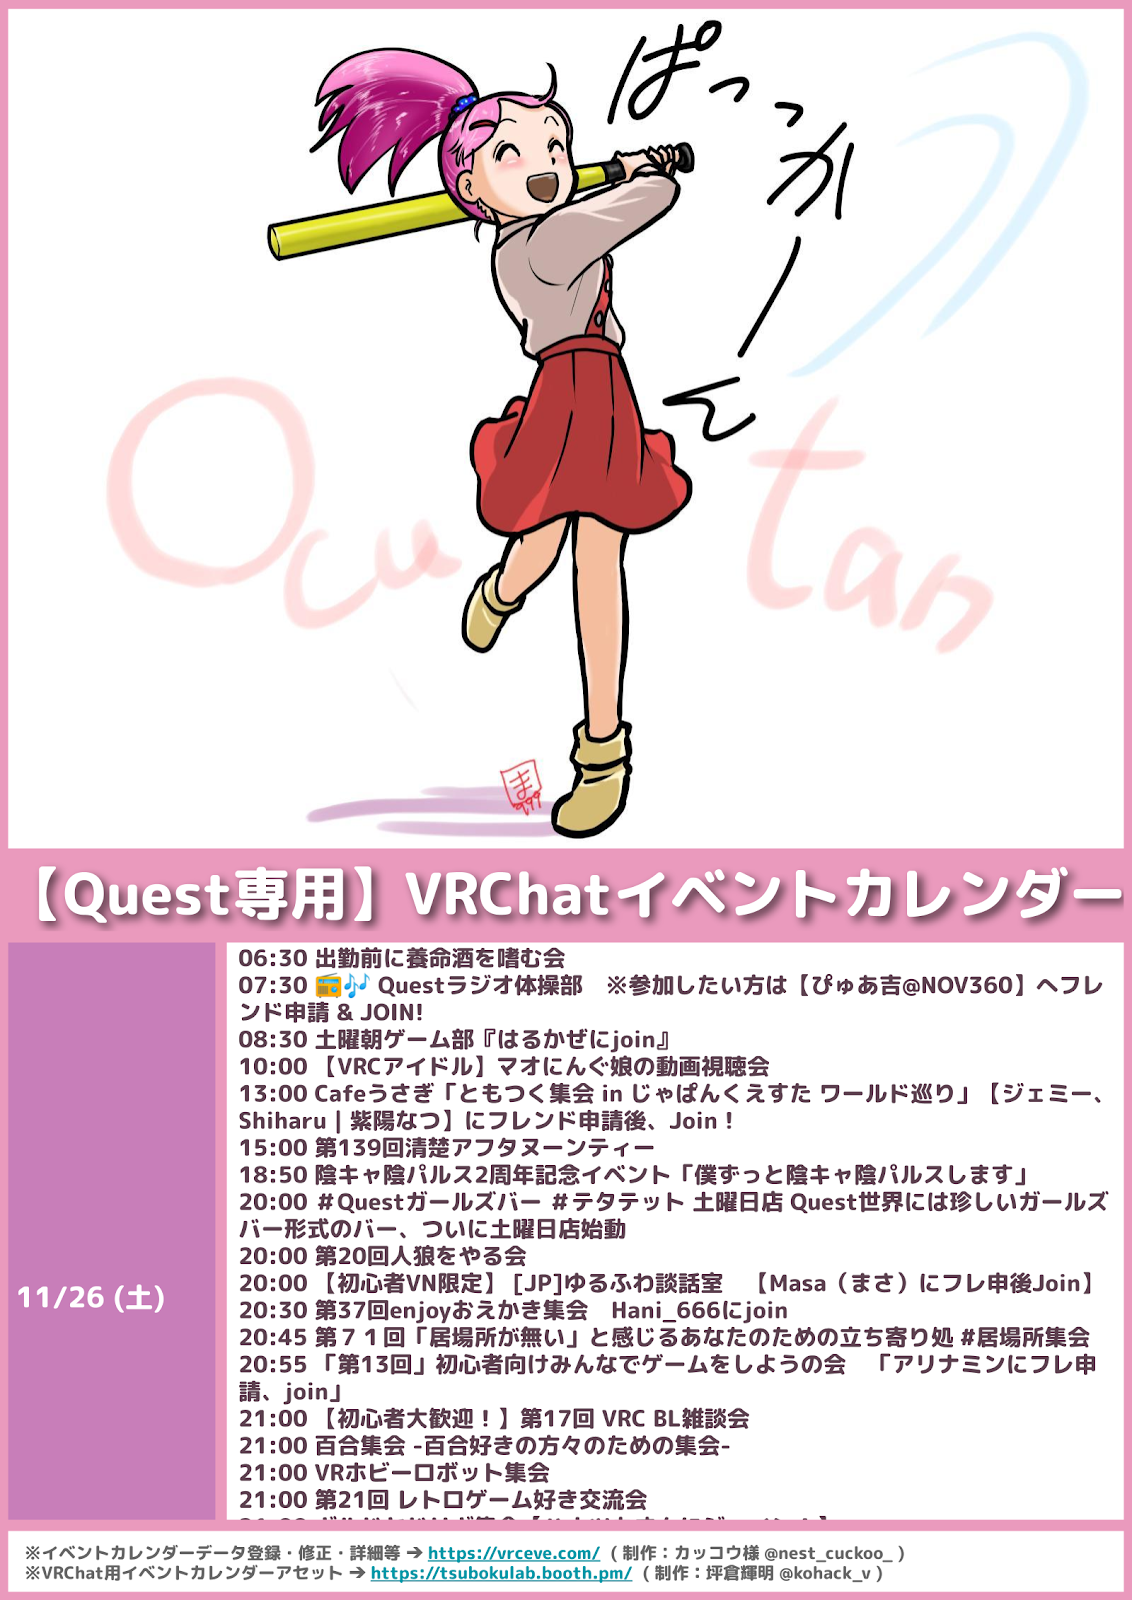 ぱっっかーん
Ocu tan
ま
999
【Quest専用】VRChatイベントカレンダー
11/26 (土)
06:30 出勤前に養命酒を嗜む会
07:30 📻🎶 Questラジオ体操部　※参加したい方は【ぴゅあ吉@NOV360】へフレ
ンド申請 & JOIN!
08:30 土曜朝ゲーム部『はるかぜにjoin』
10:00 【VRCアイドル】マオにんぐ娘の動画視聴会
13:00 Cafeうさぎ「ともつく集会 in じゃぱんくえすた ワールド巡り」【ジェミー、
Shiharu | 紫陽なつ】にフレンド申請後、Join！
15:00 第139回清楚アフタヌーンティー
18:50 陰キャ陰パルス2周年記念イベント「僕ずっと陰キャ陰パルスします」
20:00 ＃Questガールズバー ＃テタテット 土曜日店 Quest世界には珍しいガールズ
バー形式のバー、ついに土曜日店始動
20:00 第20回人狼をやる会
20:00 【初心者VN限定】 [JP]ゆるふわ談話室　【Masa（まさ）にフレ申後Join】
20:30 第37回enjoyおえかき集会　Hani_666にjoin
20:45 第７１回「居場所が無い」と感じるあなたのための立ち寄り処 #居場所集会
20:55 「第13回」初心者向けみんなでゲームをしようの会　「アリナミンにフレ申
請、join」
21:00 【初心者大歓迎！】第17回 VRC BL雑談会
21:00 百合集会 -百合好きの方々のための集会-
21:00 VRホビーロボット集会
21:00 第21回 レトロゲーム好き交流会
※イベントカレンダーデータ登録・修正・詳細等 ➔ https://vrceve.com/ （ 制作：カッコウ様 @nest_cuckoo_ ）
※VRChat用イベントカレンダーアセット ➔ https://tsubokulab.booth.pm/ （ 制作：坪倉輝明 @kohack_v ）